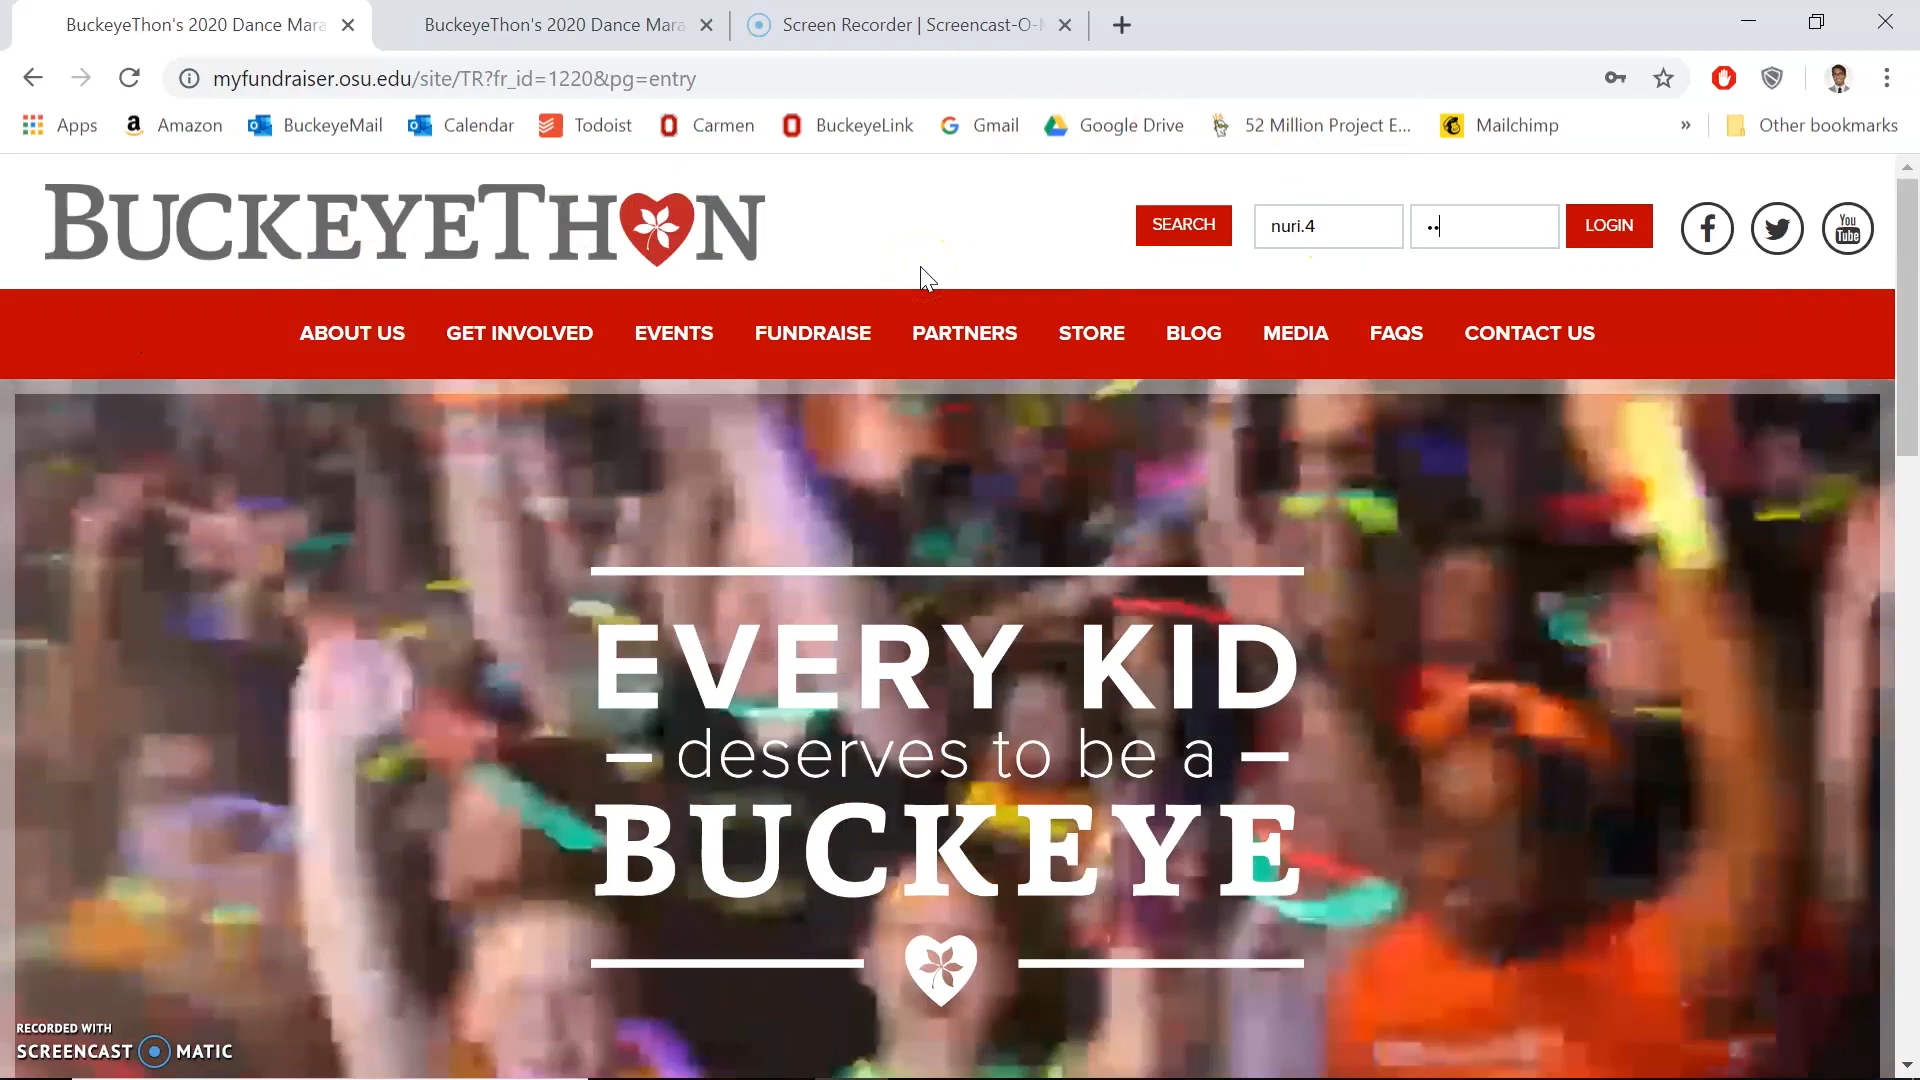 BuckeyeThon's 2020 Dance Mara
BuckeyeThon's 2020 Dance Mara
Screen Recorder | Screencast-O-M
myfundraiser.osu.edu/site/TR?fr_id=1220&pg=entry
Apps
Amazon
BuckeyeMail
Calendar
Todoist
Carmen
BuckeyeLink
Gmail
Google Drive
52 Million Project E...
Mailchimp
»
Other bookmarks
BUCKEYETHON
SEARCH
nuri.4
••
LOGIN
You
Tube
ABOUT US
GET INVOLVED
EVENTS
FUNDRAISE
PARTNERS
STORE
BLOG
MEDIA
FAQS
CONTACT US
EVERY KID
deserves to be a
BUCKEYE
RECORDED WITH
SCREENCAST MATIC